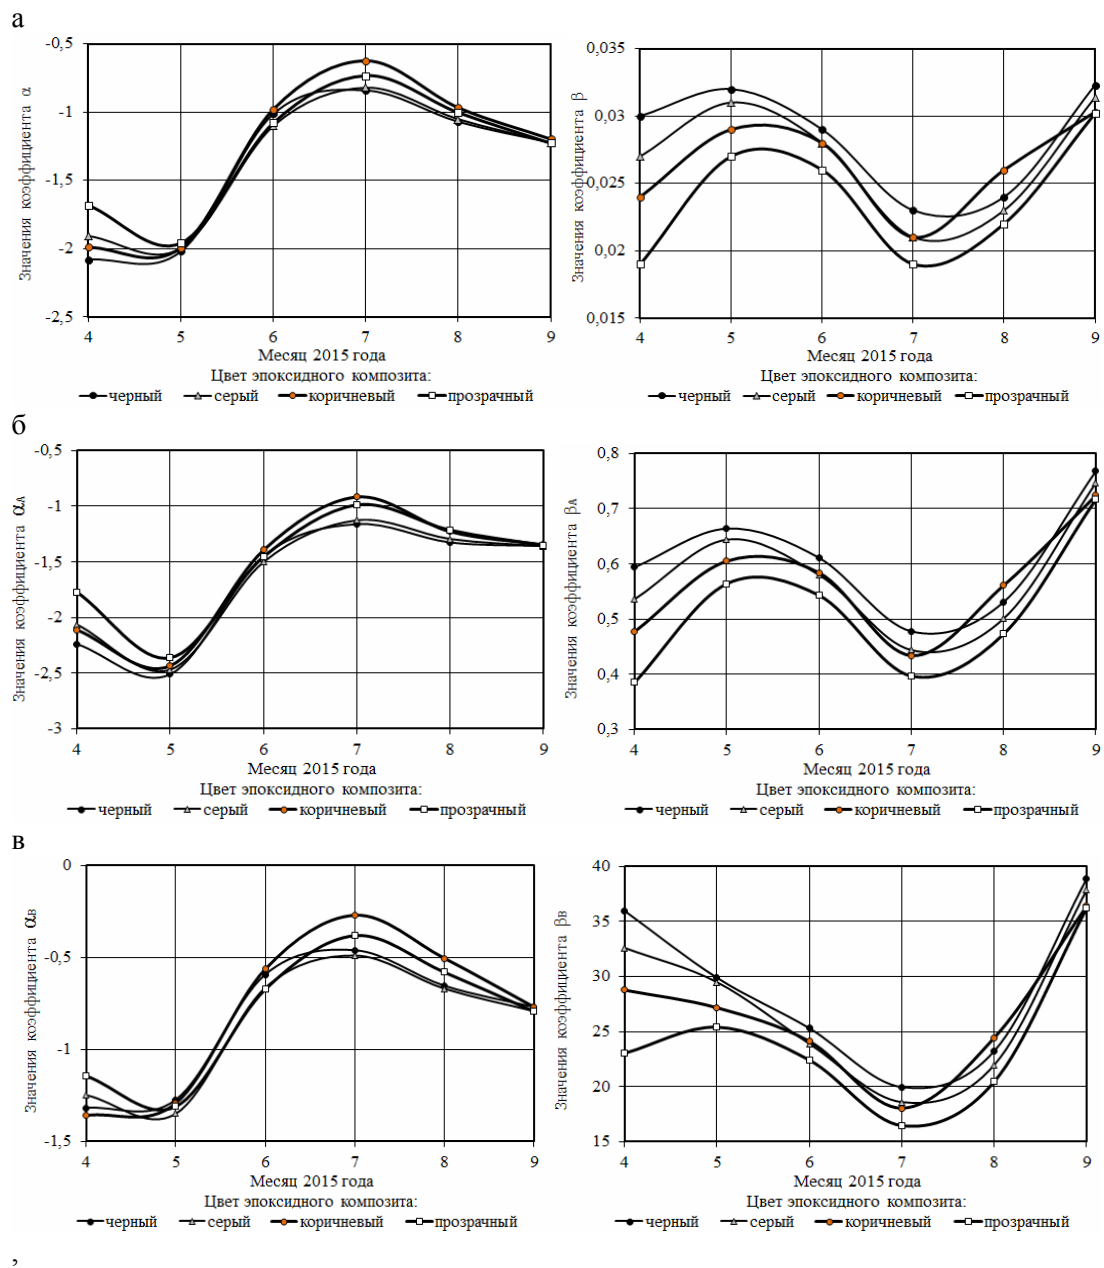 а
Значения коэффициента α
-0,5
-1
-1,5
-2
-2,5
4 5 6 7 8 9
Месяц 2015 года
Цвет эпоксидного композита:
черный серый коричневый прозрачный
Значения коэффициента β
0,035
0,03
0,025
0,02
0,015
4 5 6 7 8 9
Месяц 2015 года
Цвет эпоксидного композита:
черный серый коричневый прозрачный
б
Значения коэффициента αA
-0,5
-1
-1,5
-2
-2,5
-3
4 5 6 7 8 9
Месяц 2015 года
Цвет эпоксидного композита:
черный серый коричневый прозрачный
Значения коэффициента βA
0,8
0,7
0,6
0,5
0,4
0,3
4 5 6 7 8 9
Месяц 2015 года
Цвет эпоксидного композита:
черный серый коричневый прозрачный
в
Значения коэффициента αB
0
-0,5
-1
-1,5
4 5 6 7 8 9
Месяц 2015 года
Цвет эпоксидного композита:
черный серый коричневый прозрачный
Значения коэффициента βB
40
35
30
25
20
15
4 5 6 7 8 9
Месяц 2015 года
Цвет эпоксидного композита:
черный серый коричневый прозрачный
,